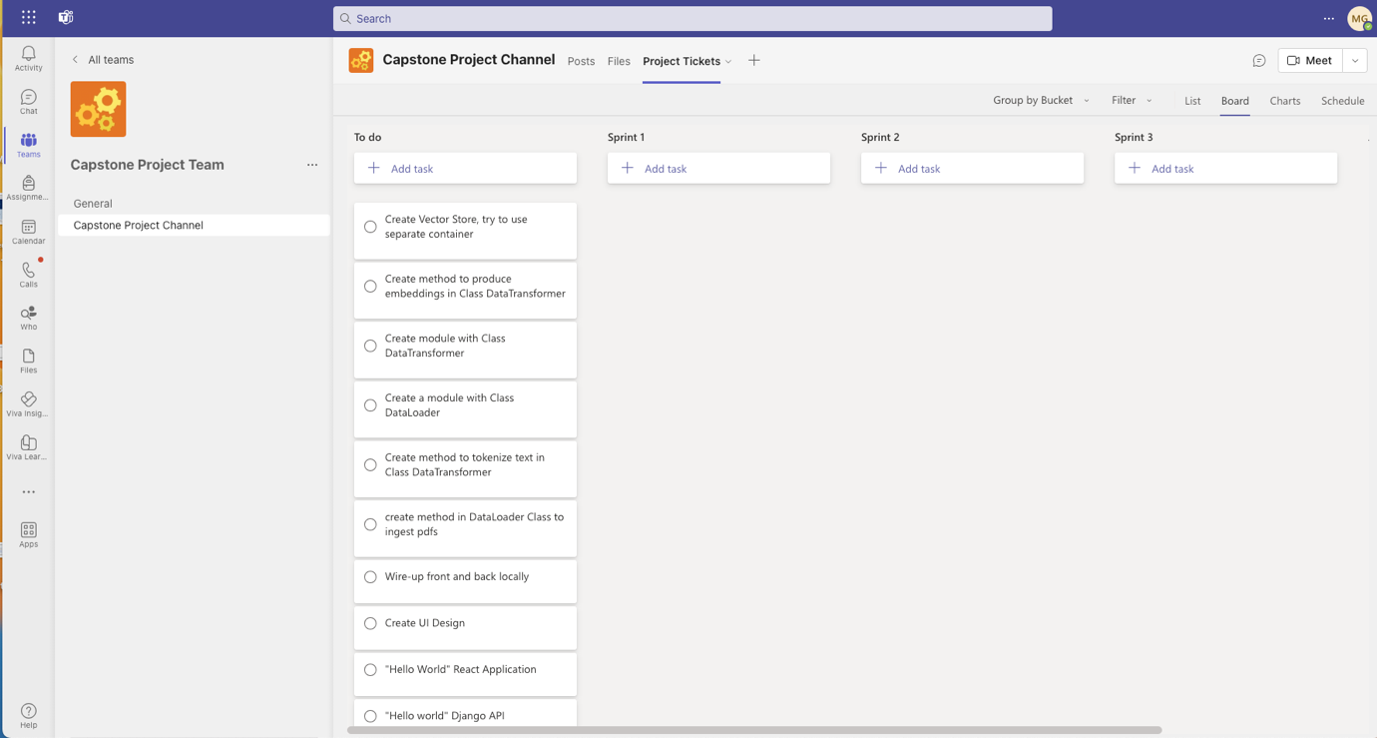 Search
MG
Activity
Chat
Teams
Assignme...
Calendar
Calls
Who
Files
Viva Insig...
Viva Lear...
Apps
Help
All teams
Capstone Project Team
General
Capstone Project Channel
Capstone Project Channel
Posts
Files
Project Tickets
Meet
Group by Bucket
Filter
List
Board
Charts
Schedule
To do
Add task
Create Vector Store, try to use
separate container
Create method to produce
embeddings in Class DataTransformer
Create module with Class
DataTransformer
Create a module with Class
DataLoader
Create method to tokenize text in
Class DataTransformer
create method in DataLoader Class to
ingest pdfs
Wire-up front and back locally
Create UI Design
"Hello World" React Application
"Hello world" Django API
Sprint 1
Add task
Sprint 2
Add task
Sprint 3
Add task